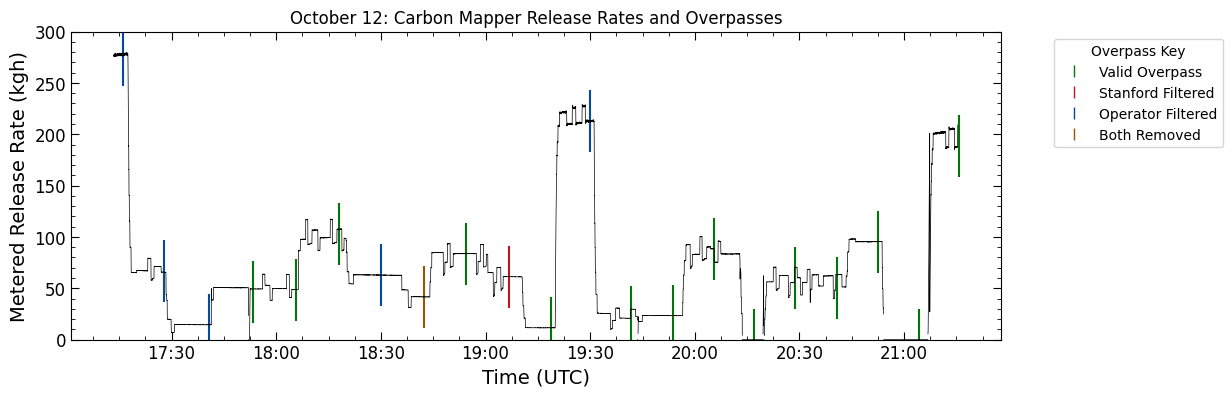 October 12: Carbon Mapper Release Rates and Overpasses
Metered Release Rate (kgh)
300
250
200
150
100
50
0
17:30 18:00 18:30 19:00 19:30 20:00 20:30 21:00
Time (UTC)
Overpass Key
Valid Overpass
Stanford Filtered
Operator Filtered
Both Removed